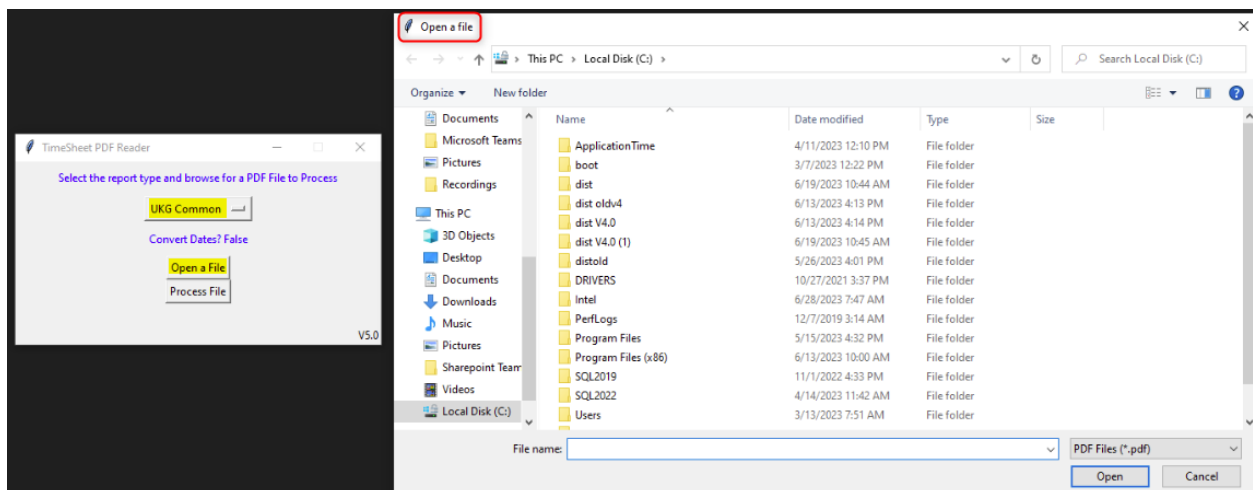 TimeSheet PDF Reader
Select the report type and browse for a PDF File to Process
UKG Common
Convert Dates? False
Open a File
Process File
V5.0
Open a file
This PC > Local Disk (C:) >
Search Local Disk (C:)
Organize
New folder
Documents
Microsoft Teams
Pictures
Recordings
This PC
3D Objects
Desktop
Documents
Downloads
Music
Pictures
Sharepoint Team
Videos
Local Disk (C:)
Name Date modified Type Size
ApplicationTime 4/11/2023 12:10 PM File folder
boot 3/7/2023 12:22 PM File folder
dist 6/19/2023 10:44 AM File folder
dist oldv4 6/13/2023 4:13 PM File folder
dist V4.0 6/13/2023 4:14 PM File folder
dist V4.0 (1) 6/19/2023 10:45 AM File folder
distold 5/26/2023 4:01 PM File folder
DRIVERS 10/27/2021 3:37 PM File folder
Intel 6/28/2023 7:47 AM File folder
PerfLogs 12/7/2019 3:14 AM File folder
Program Files 5/15/2023 4:32 PM File folder
Program Files (x86) 6/13/2023 10:00 AM File folder
SQL2019 11/1/2022 4:33 PM File folder
SQL2022 4/14/2023 11:42 AM File folder
Users 3/13/2023 7:51 AM File folder
File name:
PDF Files (*.pdf)
Open
Cancel